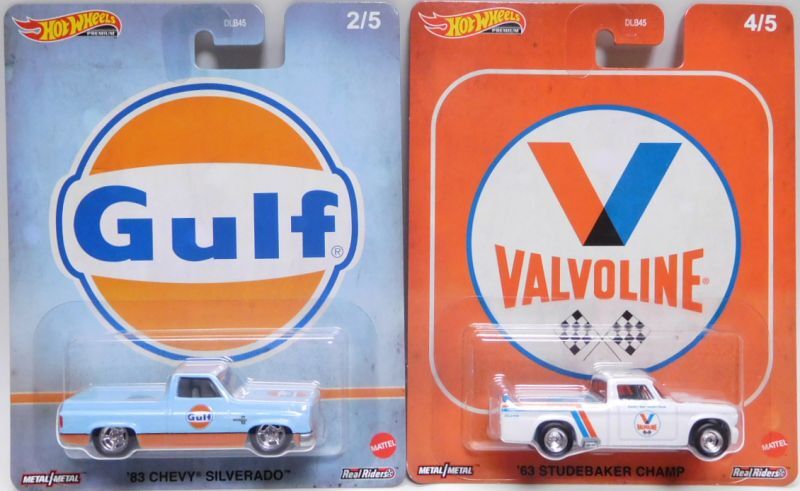 HOT WHEELS
PREMIUM
DLB45
2/5
Gulf®
Gulf
MATTEL
METAL/METAL
'83 CHEVY® SILVERADO™
Real Riders®
HOT WHEELS
PREMIUM
DLB45
4/5
VALVOLINE®
VALVOLINE
MATTEL
METAL/METAL
'63 STUDEBAKER CHAMP
Real Riders®